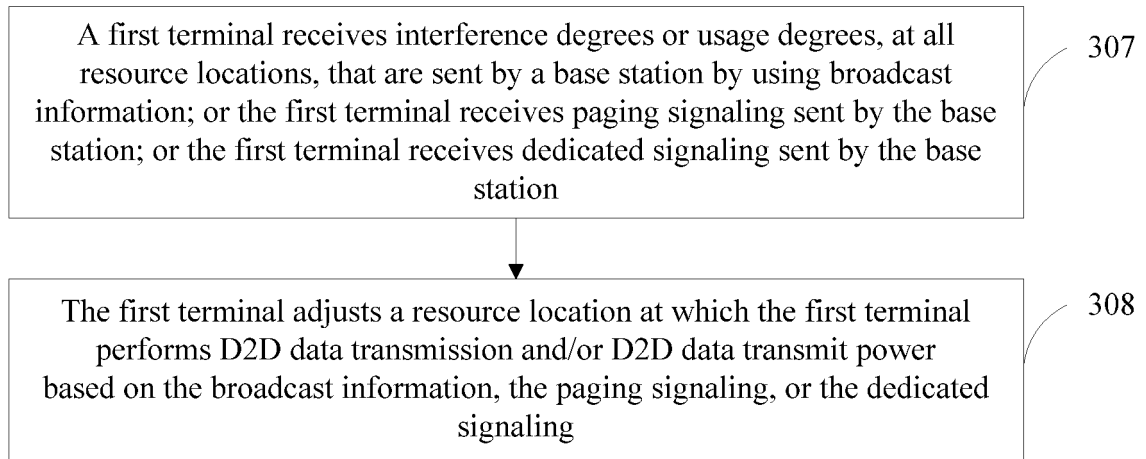 A first terminal receives interference degrees or usage degrees, at all
resource locations, that are sent by a base station by using broadcast
information; or the first terminal receives paging signaling sent by the base
station; or the first terminal receives dedicated signaling sent by the base
station
307
The first terminal adjusts a resource location at which the first terminal
performs D2D data transmission and/or D2D data transmit power
based on the broadcast information, the paging signaling, or the dedicated
signaling
308